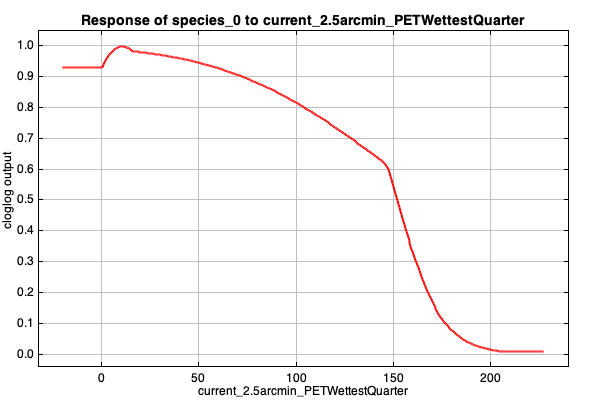 Response of species_0 to current_2.5arcmin_PETWettestQuarter
1.0
0.9
0.8
0.7
0.6
0.5
0.4
0.3
0.2
0.1
0.0
cloglog output
0 50 100 150 200
current_2.5arcmin_PETWettestQuarter